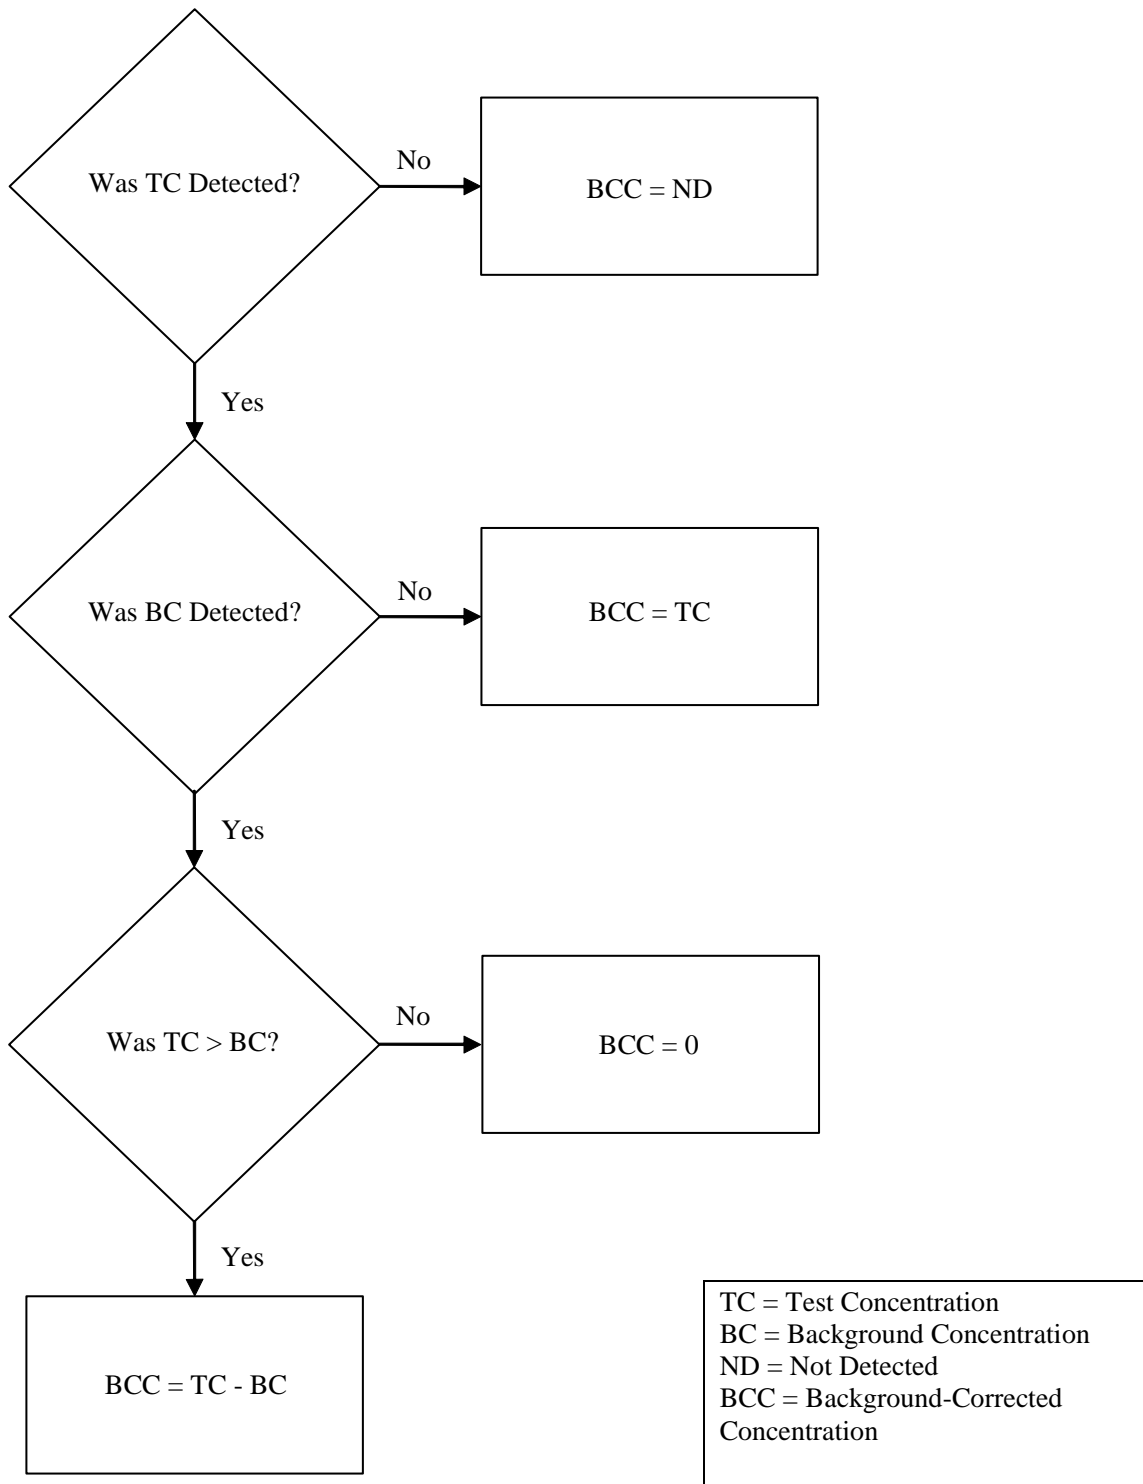 Was TC Detected?
No
BCC = ND
Yes
Was BC Detected?
No
BCC = TC
Yes
Was TC > BC?
No
BCC = 0
Yes
BCC = TC - BC
TC = Test Concentration
BC = Background Concentration
ND = Not Detected
BCC = Background-Corrected
Concentration